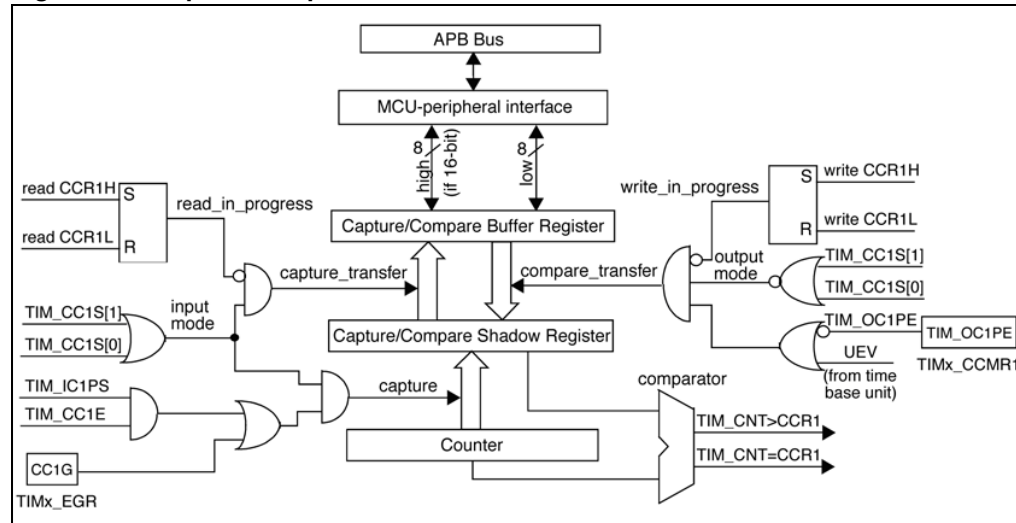 APB Bus
MCU-peripheral interface
8
high
(if 16-bit)
8
low
read CCR1H
S
read_in_progress
read CCR1L
R
write_in_progress
S
write CCR1H
R
write CCR1L
Capture/Compare Buffer Register
capture_transfer
compare_transfer
output
mode
TIM_CC1S[1]
TIM_CC1S[0]
input
mode
TIM_CC1S[1]
TIM_CC1S[0]
Capture/Compare Shadow Register
TIM_OC1PE
TIM_OC1PE
UEV
TIMx_CCMR1
(from time
base unit)
TIM_IC1PS
TIM_CC1E
capture
comparator
Counter
TIM_CNT>CCR1
TIM_CNT=CCR1
CC1G
TIMx_EGR